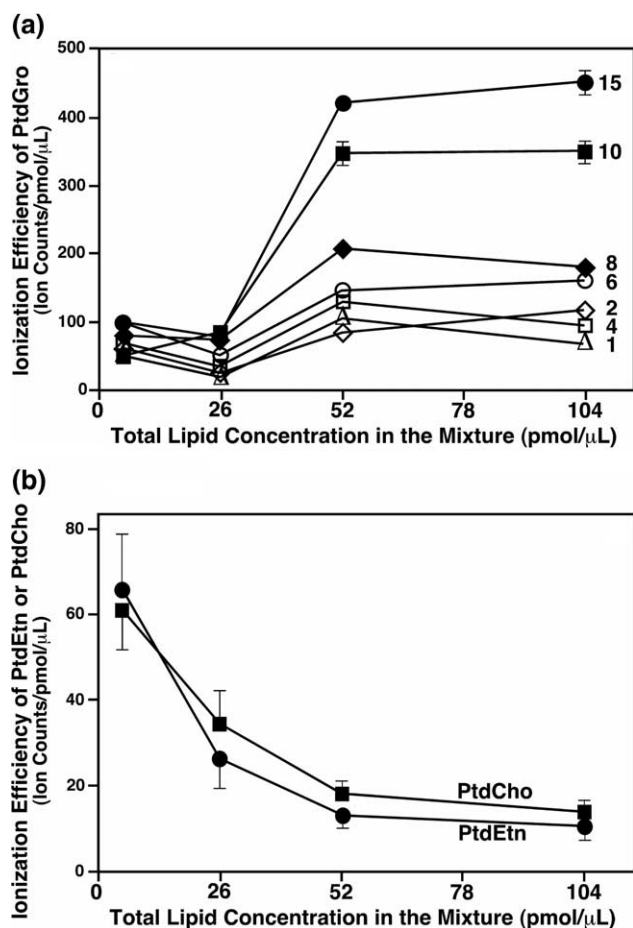 (a)
Ionization Efficiency of PtdGro
(Ion Counts/pmol/μL)
500
400
300
200
100
0
15
10
8
6
2
4
1
0 26 52 78 104
Total Lipid Concentration in the Mixture (pmol/μL)
(b)
Ionization Efficiency of PtdEtn or PtdCho
(Ion Counts/pmol/μL)
80
60
40
20
0
PtdCho
PtdEtn
0 26 52 78 104
Total Lipid Concentration in the Mixture (pmol/μL)